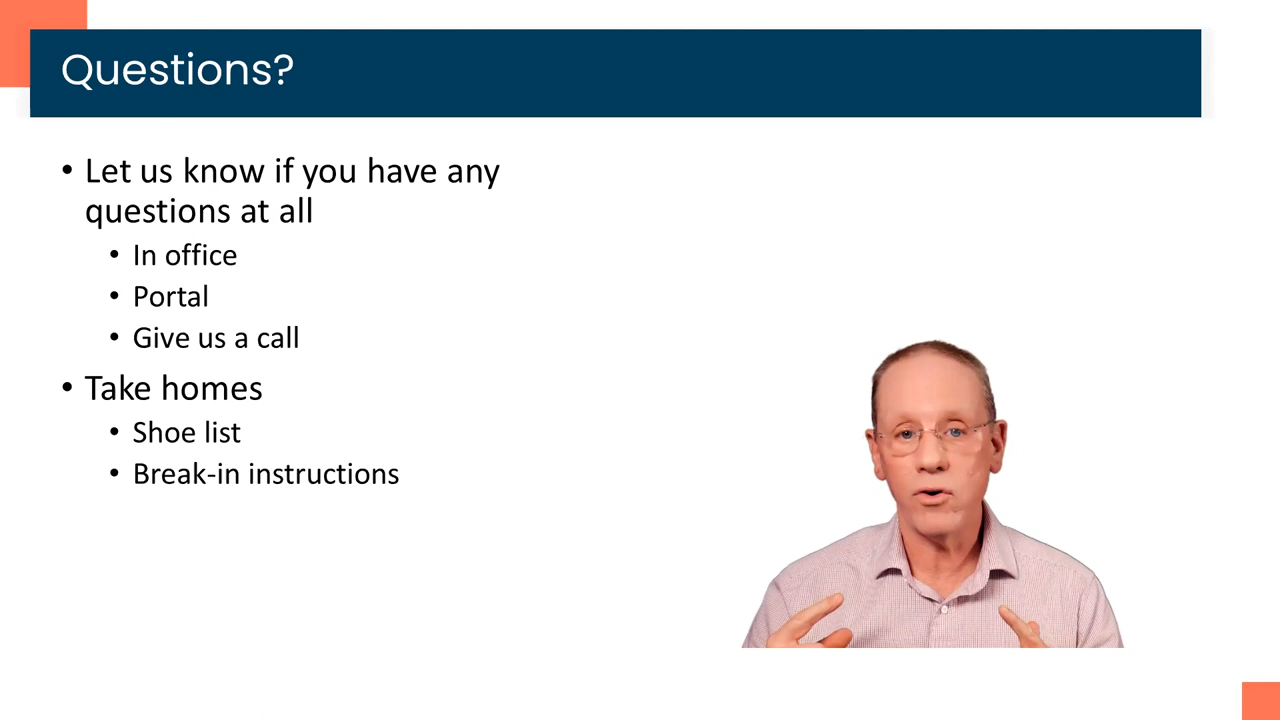 Questions?
• Let us know if you have any
questions at all
• In office
• Portal
• Give us a call
• Take homes
• Shoe list
• Break-in instructions